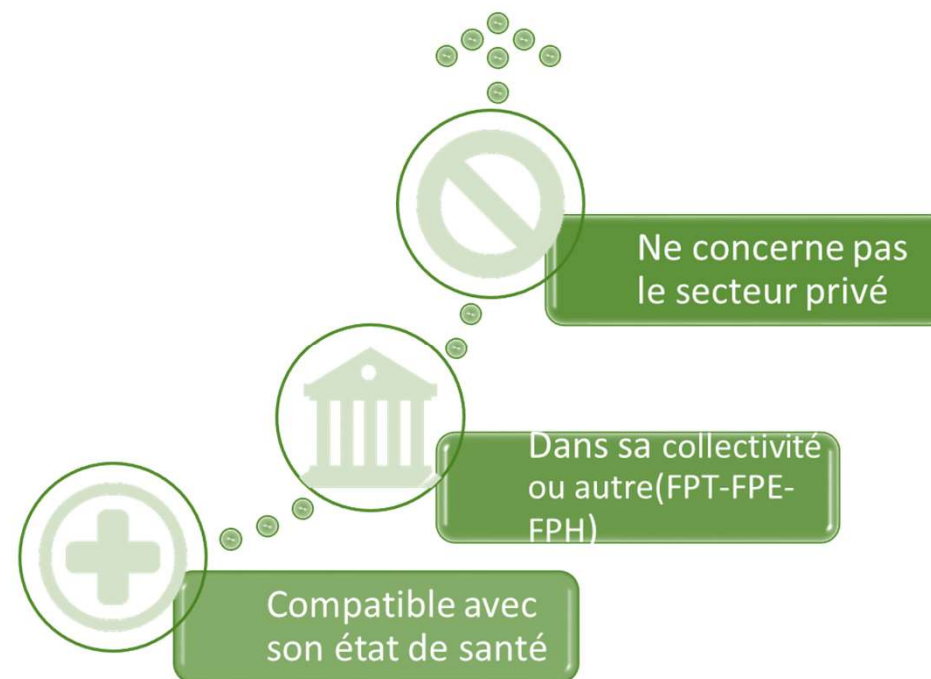 Ne concerne pas
le secteur privé
Dans sa collectivité
ou autre(FPT-FPE-
FPH)
Compatible avec
son état de santé